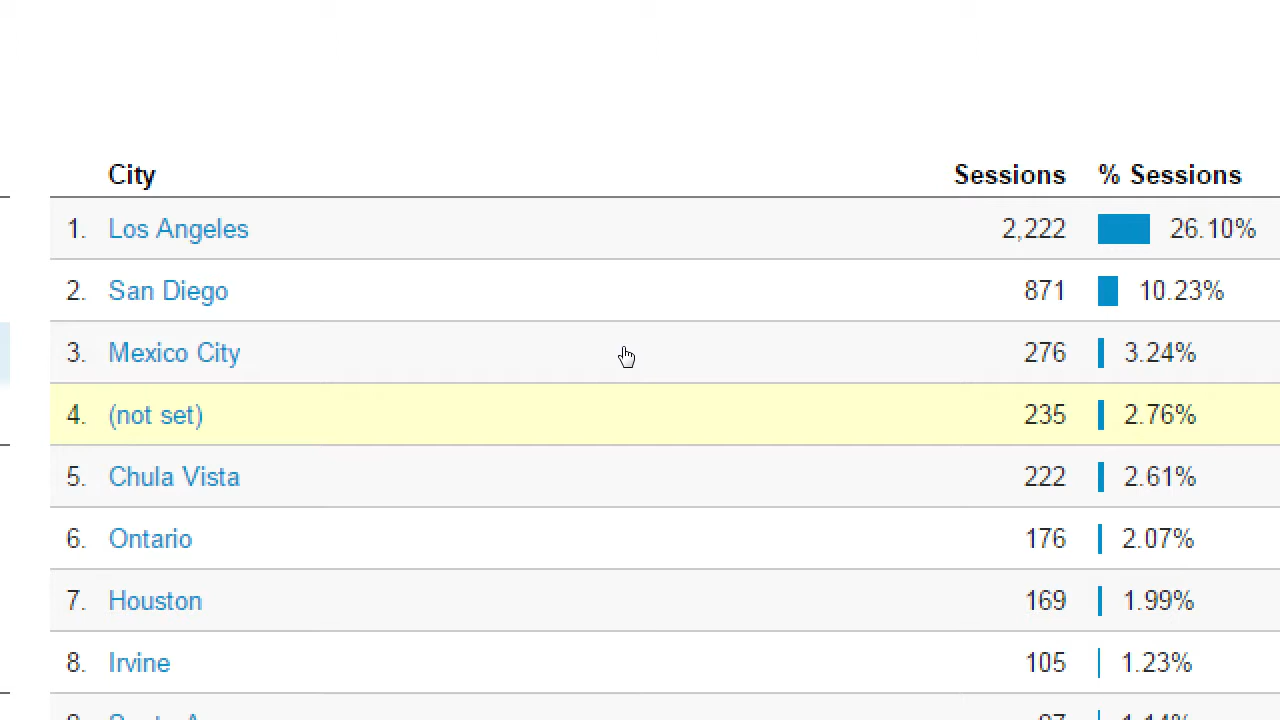 City Sessions % Sessions
1. Los Angeles 2,222 26.10%
2. San Diego 871 10.23%
3. Mexico City 276 3.24%
4. (not set) 235 2.76%
5. Chula Vista 222 2.61%
6. Ontario 176 2.07%
7. Houston 169 1.99%
8. Irvine 105 1.23%